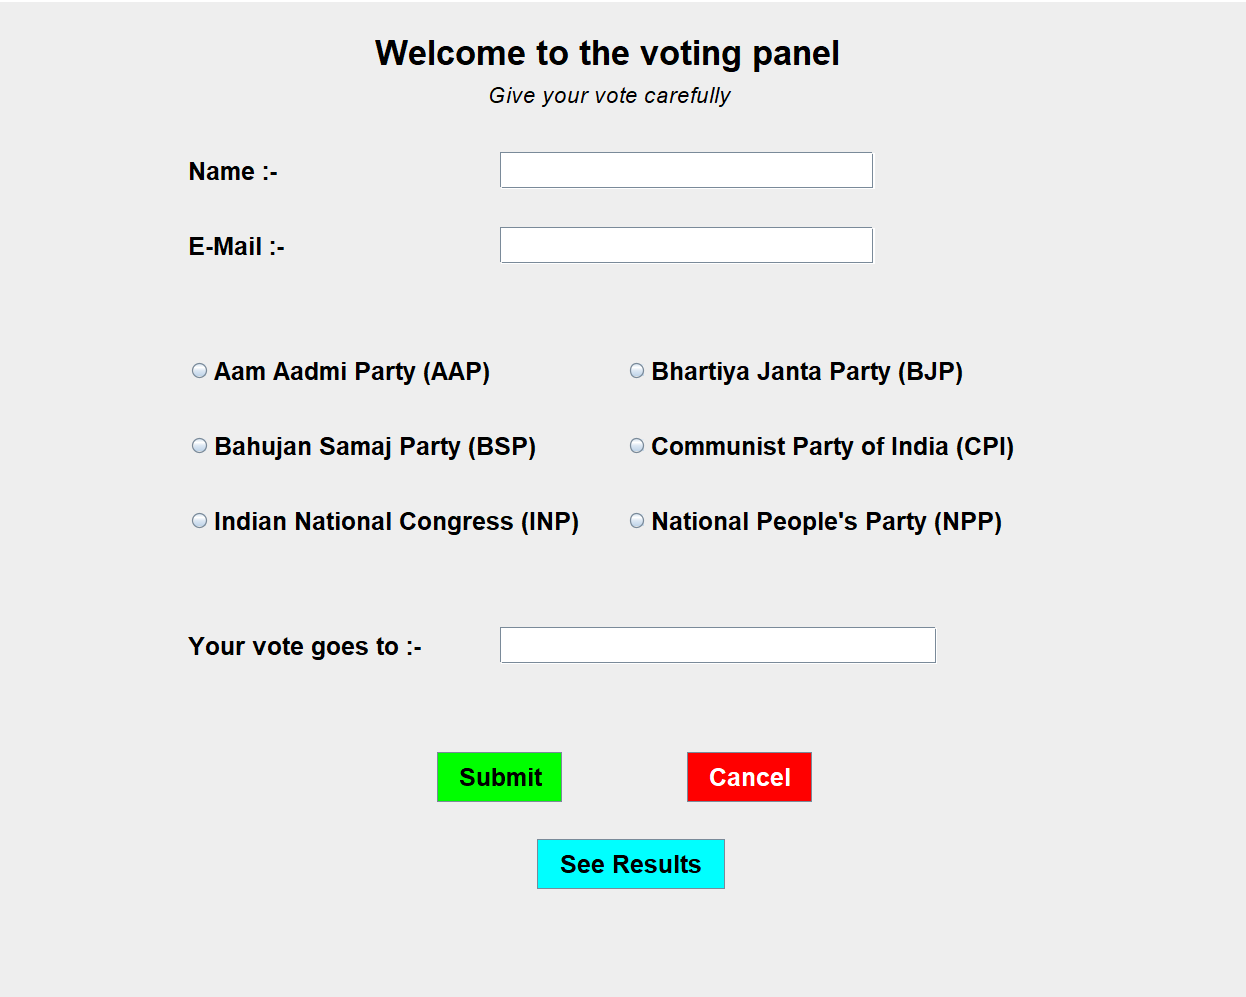 Welcome to the voting panel
Give your vote carefully
Name :-
E-Mail :-
Aam Aadmi Party (AAP)
Bhartiya Janta Party (BJP)
Bahujan Samaj Party (BSP)
Communist Party of India (CPI)
Indian National Congress (INP)
National People's Party (NPP)
Your vote goes to :-
Submit
Cancel
See Results